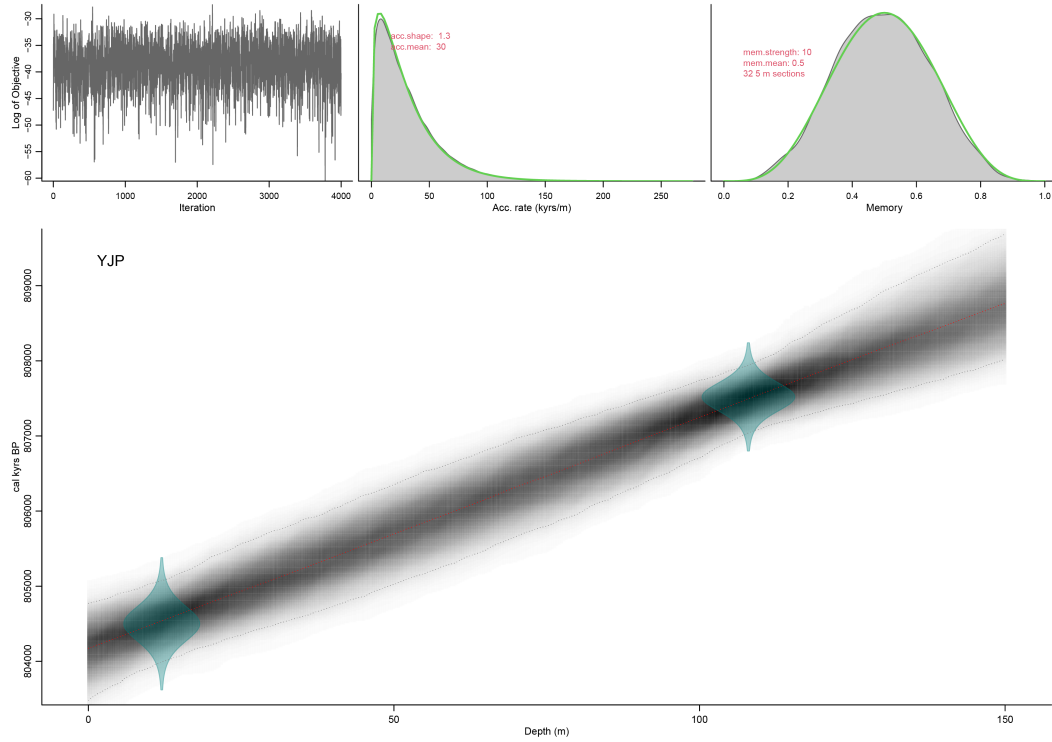 Log of Objective
−30
−35
−40
−45
−50
−55
−60
0 1000 2000 3000 4000
Iteration
acc.shape: 1.3
acc.mean: 30
0 50 100 150 200 250
Acc. rate (kyrs/m)
mem.strength: 10
mem.mean: 0.5
32 5 m sections
0.0 0.2 0.4 0.6 0.8 1.0
Memory
YJP
cal kyrs BP
809000
808000
807000
806000
805000
804000
0 50 100 150
Depth (m)